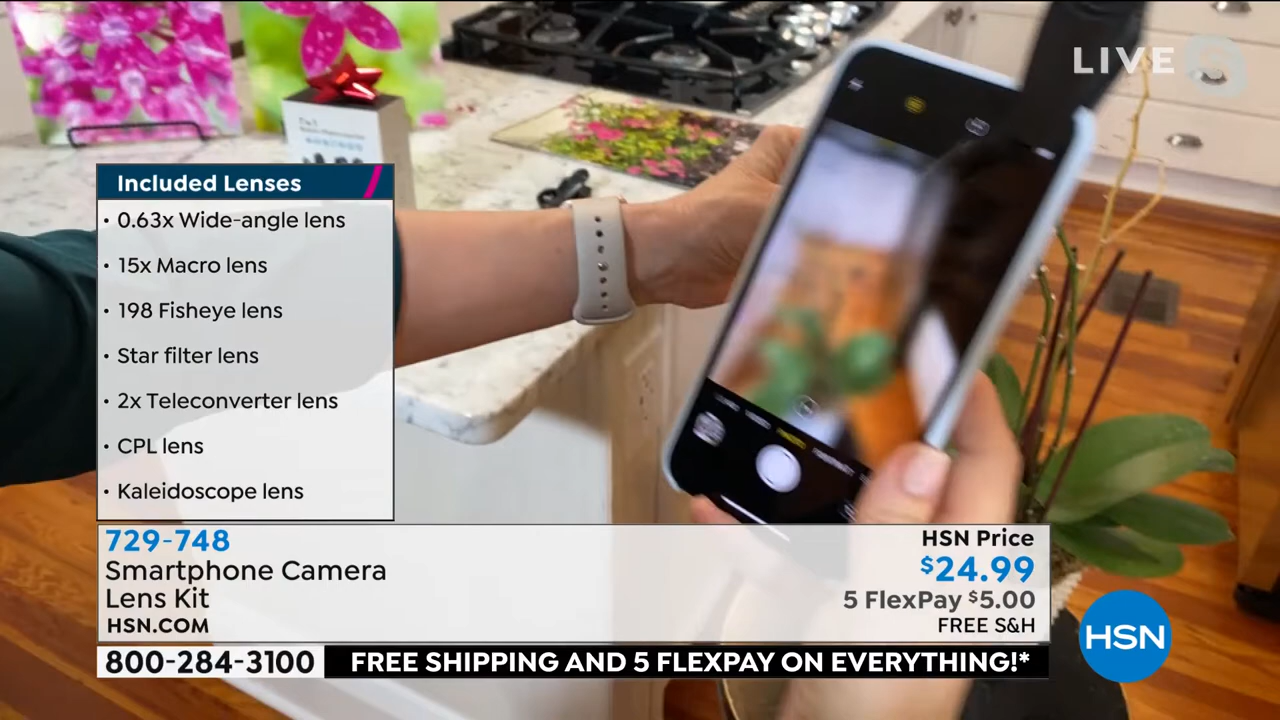 LIVE
Included Lenses
• 0.63x Wide-angle lens
• 15x Macro lens
• 198 Fisheye lens
• Star filter lens
• 2x Teleconverter lens
• CPL lens
• Kaleidoscope lens
729-748
Smartphone Camera
Lens Kit
HSN.COM
HSN Price
$24.99
5 FlexPay $5.00
FREE S&H
HSN
800-284-3100
FREE SHIPPING AND 5 FLEXPAY ON EVERYTHING!*